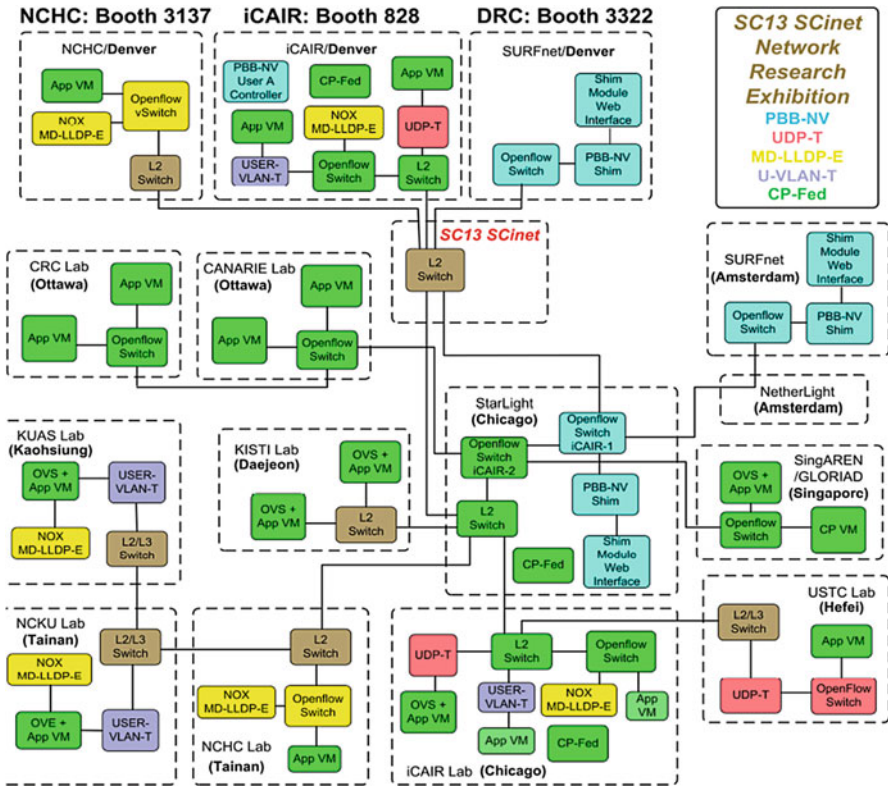 NCHC: Booth 3137
iCAIR: Booth 828
DRC: Booth 3322
SC13 SCinet
Network
Research
Exhibition
PBB-NV
UDP-T
MD-LLDP-E
U-VLAN-T
CP-Fed
NCHC/Denver
App VM
Openflow
vSwitch
NOX
MD-LLDP-E
L2
Switch
iCAIR/Denver
PBB-NV
User A
Controller
CP-Fed
App VM
App VM
NOX
MD-LLDP-E
UDP-T
USER-
VLAN-T
Openflow
Switch
L2
Switch
SURFnet/Denver
Shim
Module
Web
Interface
Openflow
Switch
PBB-NV
Shim
SC13 SCinet
L2
Switch
CRC Lab
(Ottawa)
App VM
App VM
Openflow
Switch
CANARIE Lab
(Ottawa)
App VM
App VM
Openflow
Switch
SURFnet
(Amsterdam)
Shim
Module
Web
Interface
Openflow
Switch
PBB-NV
Shim
NetherLight
(Amsterdam)
StarLight
(Chicago)
Openflow
Switch
iCAIR-1
Openflow
Switch
iCAIR-2
PBB-NV
Shim
L2
Switch
Shim
Modulo
Web
Interface
CP-Fed
KUAS Lab
(Kaohsiung)
OVS +
App VM
USER-
VLAN-T
NOX
MD-LLDP-E
L2/L3
Switch
KISTI Lab
(Daejeon)
OVS +
App VM
OVS +
App VM
L2
Switch
SingAREN
/GLORIAD
(Singaporc)
OVS +
App VM
Openflow
Switch
CP VM
NCKU Lab
(Tainan)
L2/L3
Switch
NOX
MD-LLDP-E
OVE +
App VM
USER-
VLAN-T
L2
Switch
NOX
MD-LLDP-E
Openflow
Switch
NCHC Lab
(Tainan)
App VM
UDP-T
L2
Switch
Openflow
Switch
OVS +
App VM
USER-
VLAN-T
NOX
MD-LLDP-E
App
VM
App VM
CP-Fed
iCAIR Lab (Chicago)
USTC Lab
(Hefei)
L2/L3
Switch
App VM
UDP-T
OpenFlow
Switch